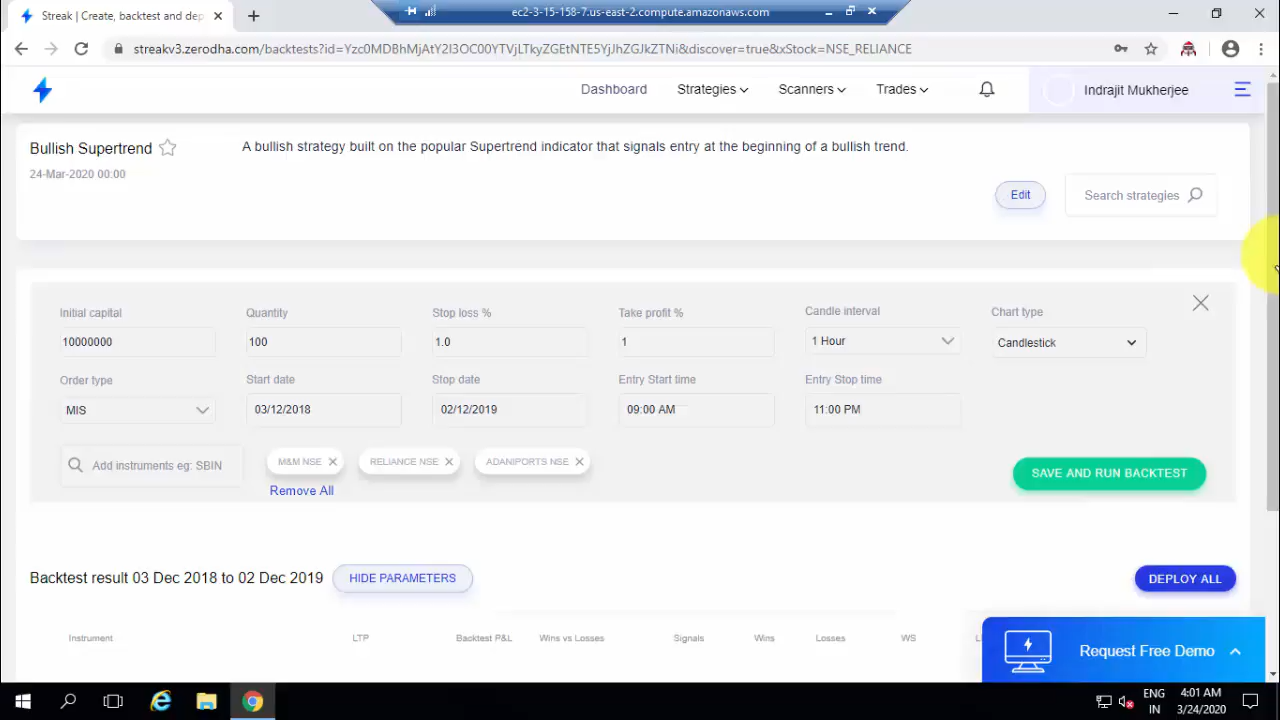 Streak | Create, backtest and dep
ec2-3-15-158-7.us-east-2.compute.amazonaws.com
streakv3.zerodha.com/backtests?id=Yzc0MDBhMjAtY2I3OC00YTVjLTkyZGEtNTE5YjJhZGJkZTNi&discover=true&xStock=NSE_RELIANCE
Dashboard Strategies Scanners Trades Indrajit Mukherjee
Bullish Supertrend A bullish strategy built on the popular Supertrend indicator that signals entry at the beginning of a bullish trend.
24-Mar-2020 00:00
Edit Search strategies
Initial capital Quantity Stop loss % Take profit % Candle interval Chart type
10000000 100 1.0 1 1 Hour Candlestick
Order type Start date Stop date Entry Start time Entry Stop time
MIS 03/12/2018 02/12/2019 09:00 AM 11:00 PM
Add instruments eg: SBIN M&M NSE RELIANCE NSE ADANIPORTS NSE
SAVE AND RUN BACKTEST
Remove All
Backtest result 03 Dec 2018 to 02 Dec 2019 HIDE PARAMETERS DEPLOY ALL
Instrument LTP Backtest P&L Wins vs Losses Signals Wins Losses WS
Request Free Demo
ENG 4:01 AM
IN 3/24/2020